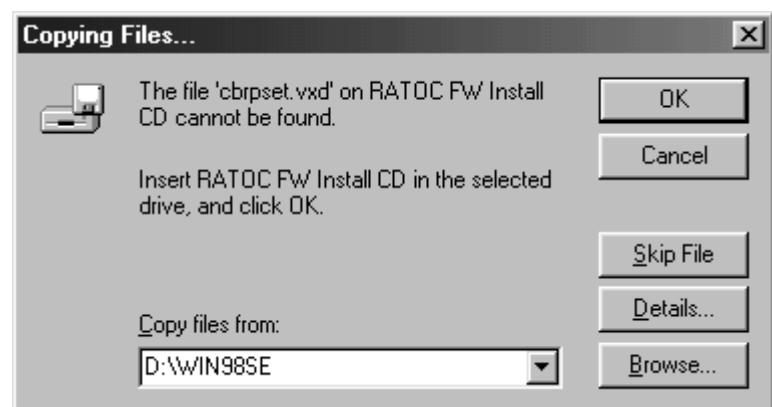 Copying Files...
The file 'cbrpset.vxd' on RATOC FW Install
CD cannot be found.
Insert RATOC FW Install CD in the selected
drive, and click OK.
Copy files from:
D:\WIN98SE
OK
Cancel
Skip File
Details...
Browse...